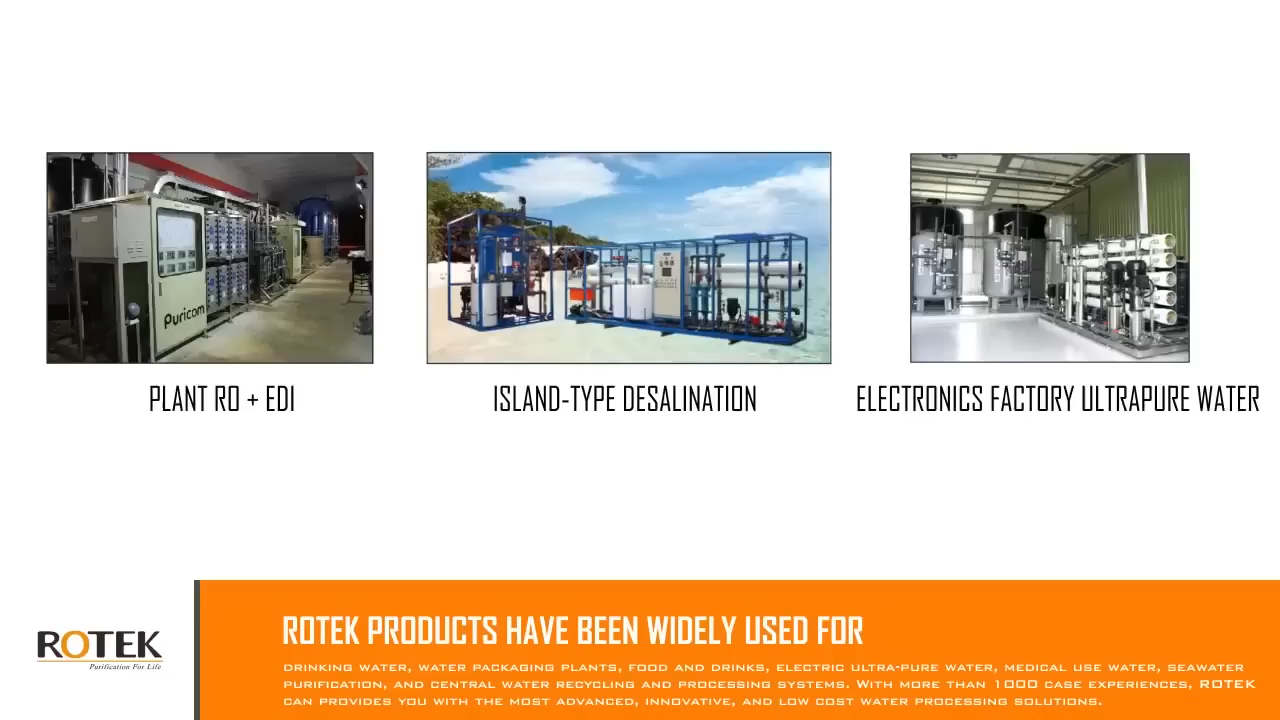 Puricom
PLANT RO + EDI
ISLAND-TYPE DESALINATION
ELECTRONICS FACTORY ULTRAPURE WATER
ROTEK
Purification For Life
ROTEK PRODUCTS HAVE BEEN WIDELY USED FOR
DRINKING WATER, WATER PACKAGING PLANTS, FOOD AND DRINKS, ELECTRIC ULTRA-PURE WATER, MEDICAL USE WATER, SEAWATER
PURIFICATION, AND CENTRAL WATER RECYCLING AND PROCESSING SYSTEMS. WITH MORE THAN 1000 CASE EXPERIENCES, ROTEK
CAN PROVIDES YOU WITH THE MOST ADVANCED, INNOVATIVE, AND LOW COST WATER PROCESSING SOLUTIONS.